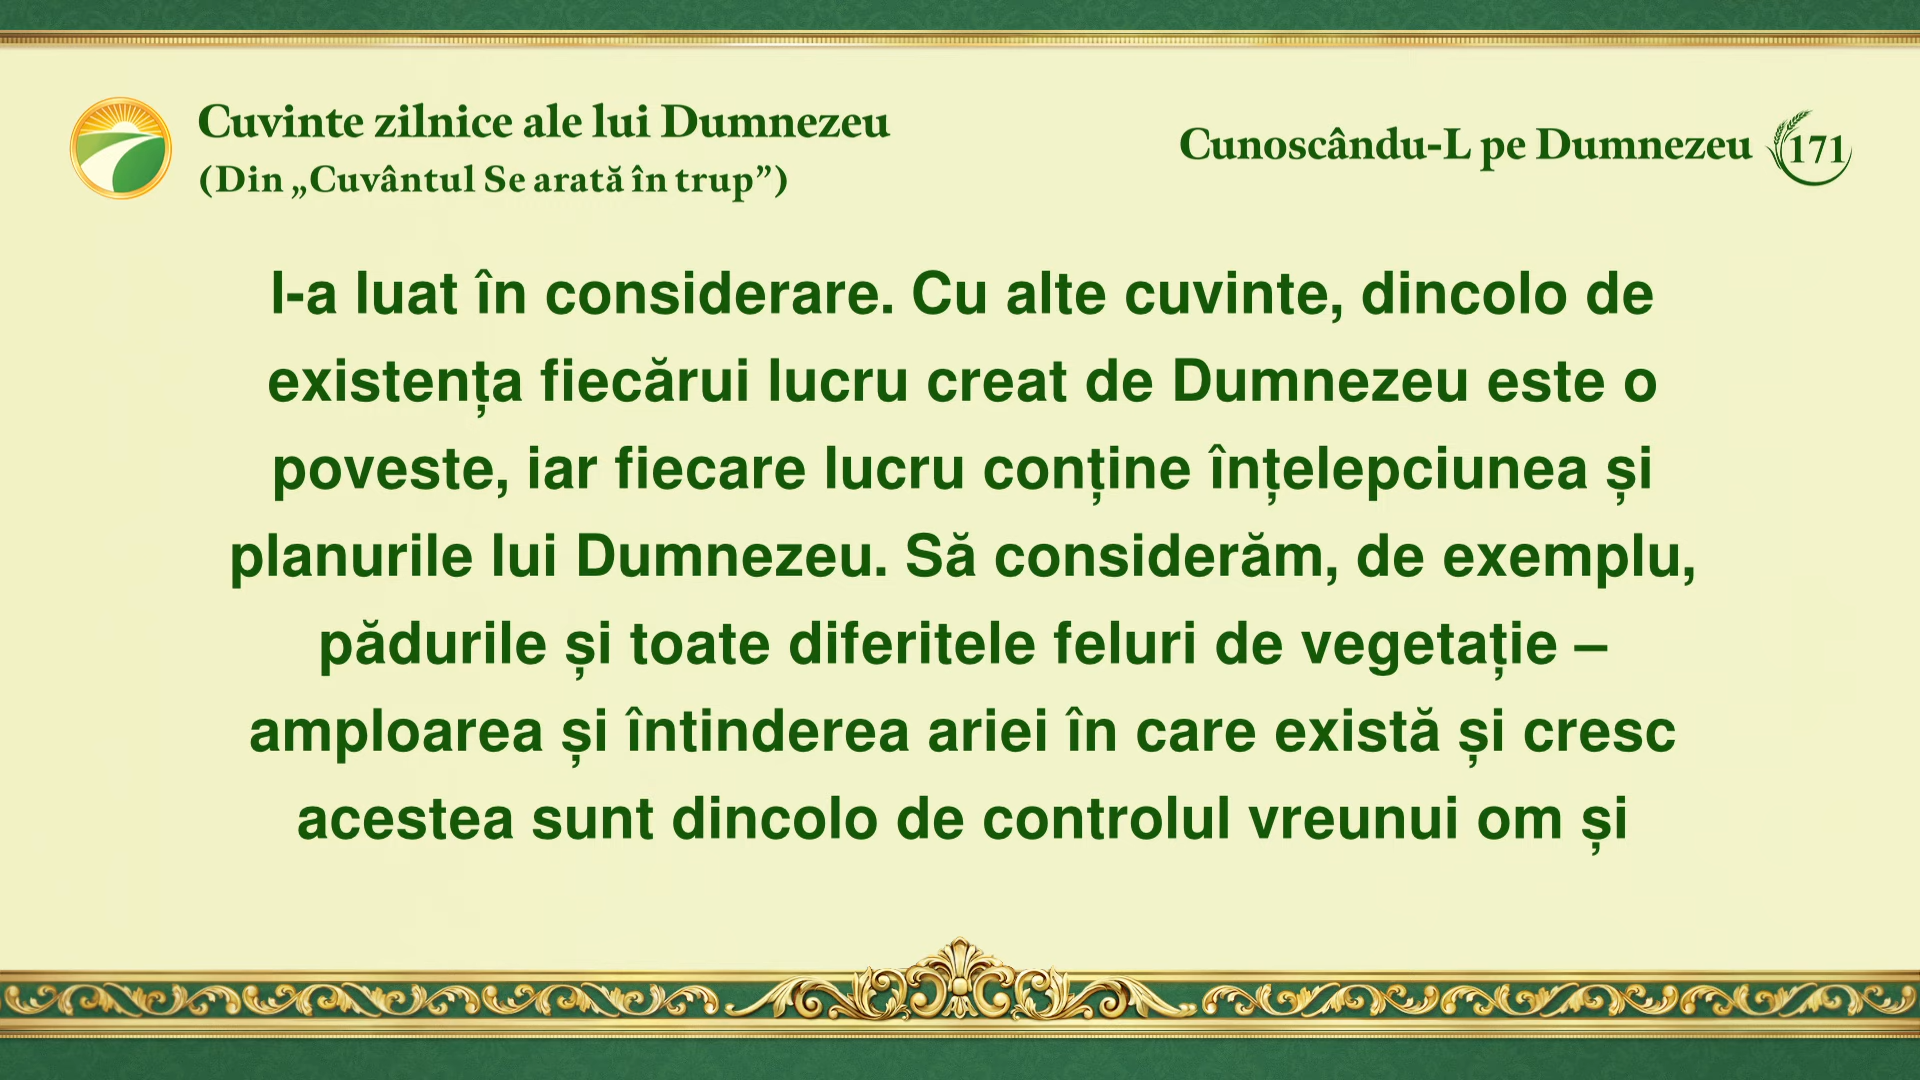 Cuvinte zilnice ale lui Dumnezeu
(Din „Cuvântul Se arată în trup”)
Cunoscându-L pe Dumnezeu 171
l-a luat în considerare. Cu alte cuvinte, dincolo de
existența fiecărui lucru creat de Dumnezeu este o
poveste, iar fiecare lucru conține înțelepciunea și
planurile lui Dumnezeu. Să considerăm, de exemplu,
pădurile și toate diferitele feluri de vegetație –
amploarea și întinderea ariei în care există și cresc
acestea sunt dincolo de controlul vreunui om și